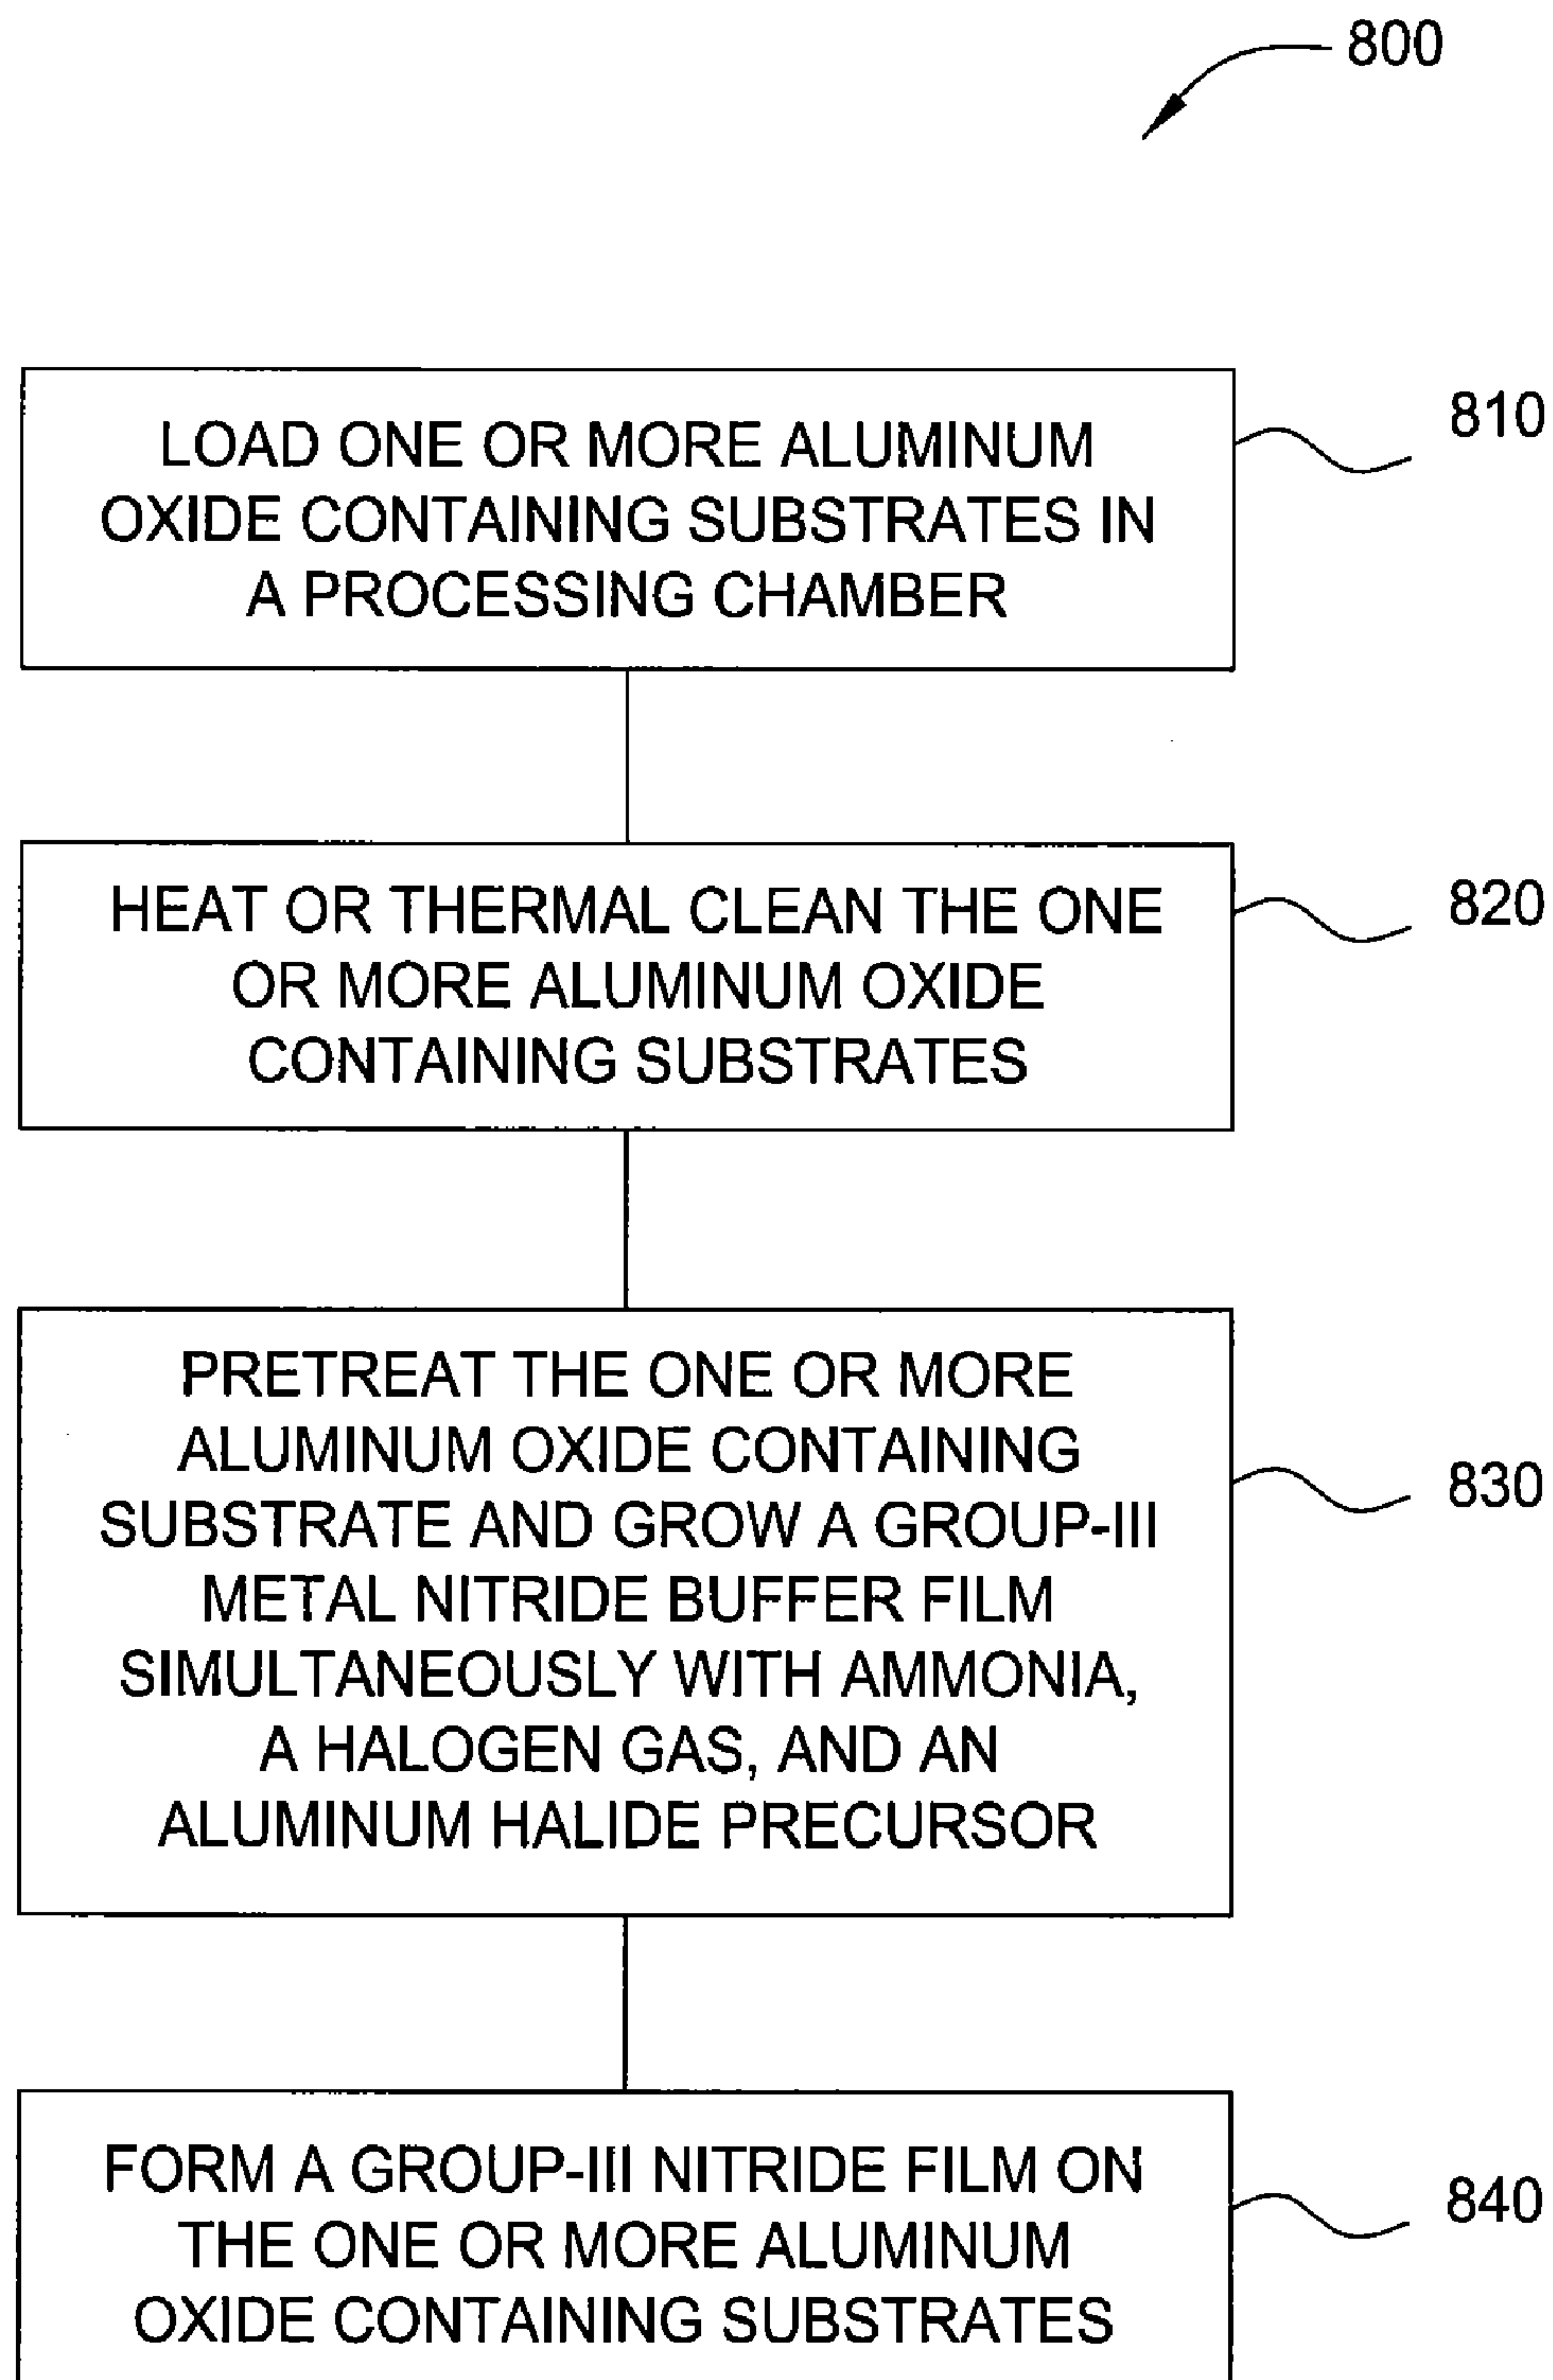 800
LOAD ONE OR MORE ALUMINUM
OXIDE CONTAINING SUBSTRATES IN
A PROCESSING CHAMBER
810
HEAT OR THERMAL CLEAN THE ONE
OR MORE ALUMINUM OXIDE
CONTAINING SUBSTRATES
820
PRETREAT THE ONE OR MORE
ALUMINUM OXIDE CONTAINING
SUBSTRATE AND GROW A GROUP-III
METAL NITRIDE BUFFER FILM
SIMULTANEOUSLY WITH AMMONIA,
A HALOGEN GAS, AND AN
ALUMINUM HALIDE PRECURSOR
830
FORM A GROUP-III NITRIDE FILM ON
THE ONE OR MORE ALUMINUM
OXIDE CONTAINING SUBSTRATES
840